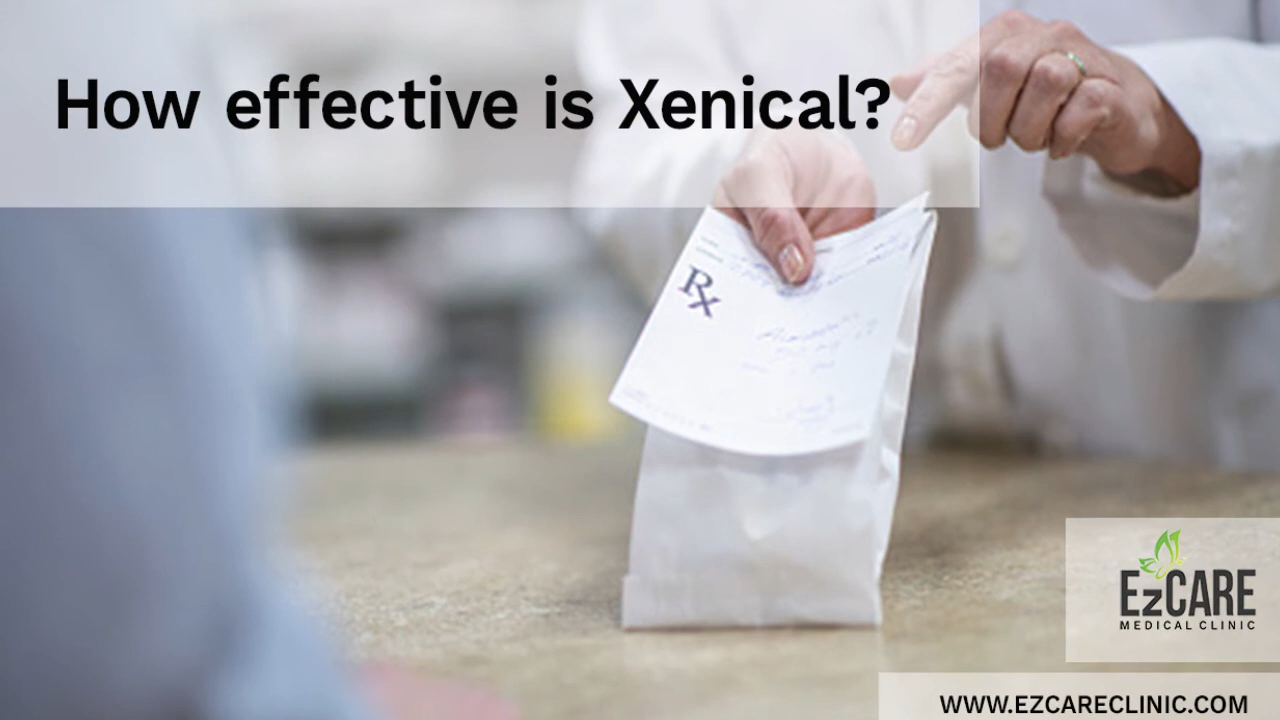 How effective is Xenical?
Rx
EzCARE
MEDICAL CLINIC
WWW.EZCARECLINIC.COM